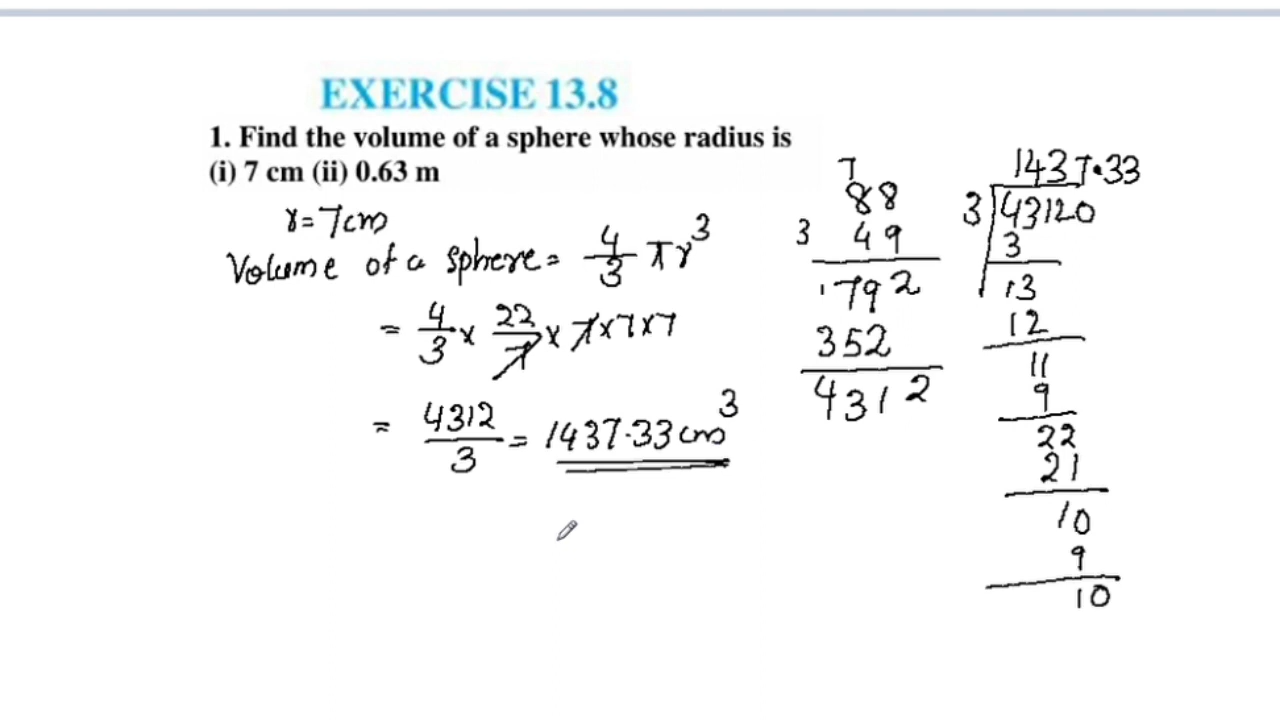 EXERCISE 13.8
1. Find the volume of a sphere whose radius is
(i) 7 cm (ii) 0.63 m
r=7cm
Volume of a sphere= 4/3 πr³
= 4/3 × 22/7 × 7×7×7
= 4312/3 = 1437.33 cm³
7
88
3 49
1792
352
4312
1437.33
3)43120
3
13
12
11
9
22
21
10
9
10